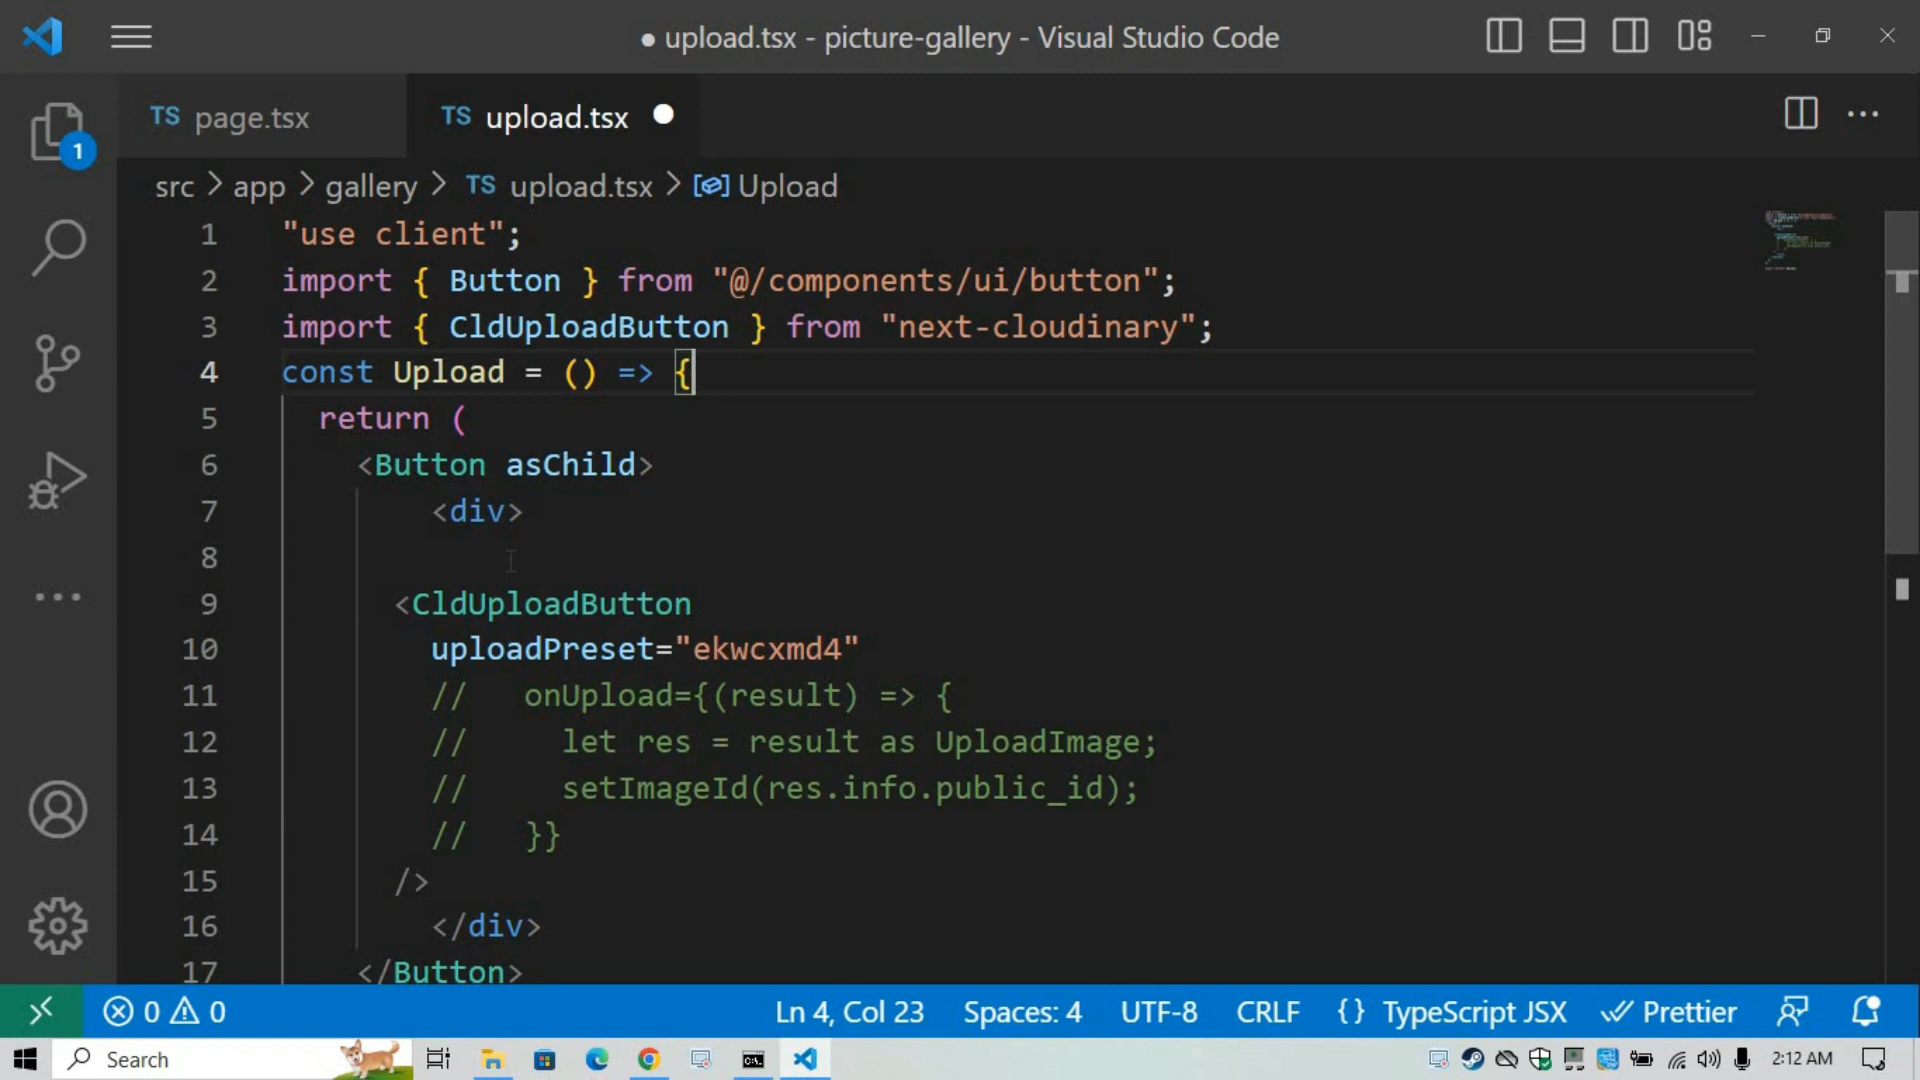 ● upload.tsx - picture-gallery - Visual Studio Code
TS page.tsx
TS upload.tsx
1
src > app > gallery > TS upload.tsx > Upload
1 "use client";
2 import { Button } from "@/components/ui/button";
3 import { CldUploadButton } from "next-cloudinary";
4 const Upload = () => {
5 return (
6 <Button asChild>
7 <div>
8
9 <CldUploadButton
10 uploadPreset="ekwcxmd4"
11 // onUpload={(result) => {
12 // let res = result as UploadImage;
13 // setImageId(res.info.public_id);
14 // }}
15 />
16 </div>
17 </Button>
0 0 Ln 4, Col 23 Spaces: 4 UTF-8 CRLF {} TypeScript JSX Prettier
Search 2:12 AM